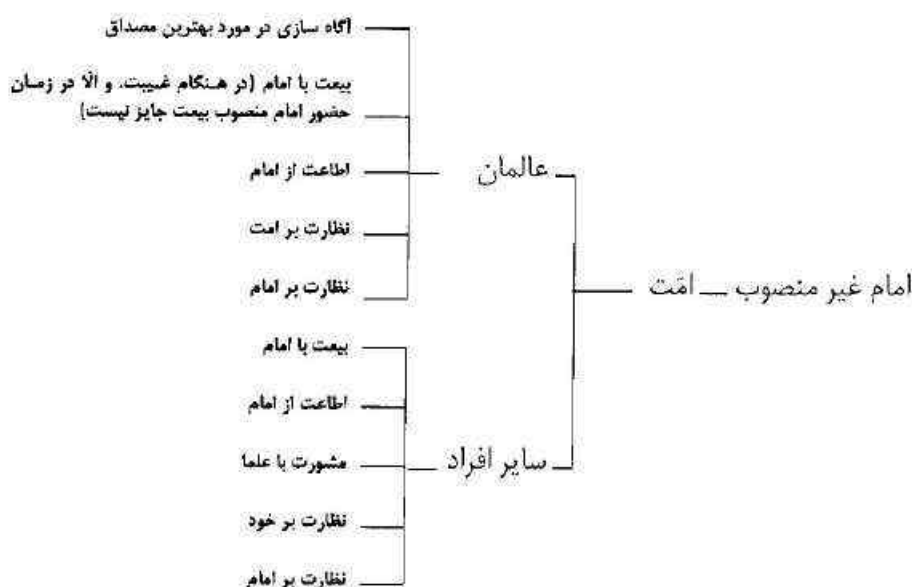 امام غیر منصوب
امّت
عالمان
آگاه سازی در مورد بهترین مصداق
بیعت با امام (در هنگام غیبت. و الّا در زمان
حضور امام منصوب بیعت جایز نیست)
اطاعت از امام
نظارت بر امت
نظارت بر امام
سایر افراد
بیعت با امام
اطاعت از امام
مشورت با علما
نظارت بر خود
نظارت بر امام